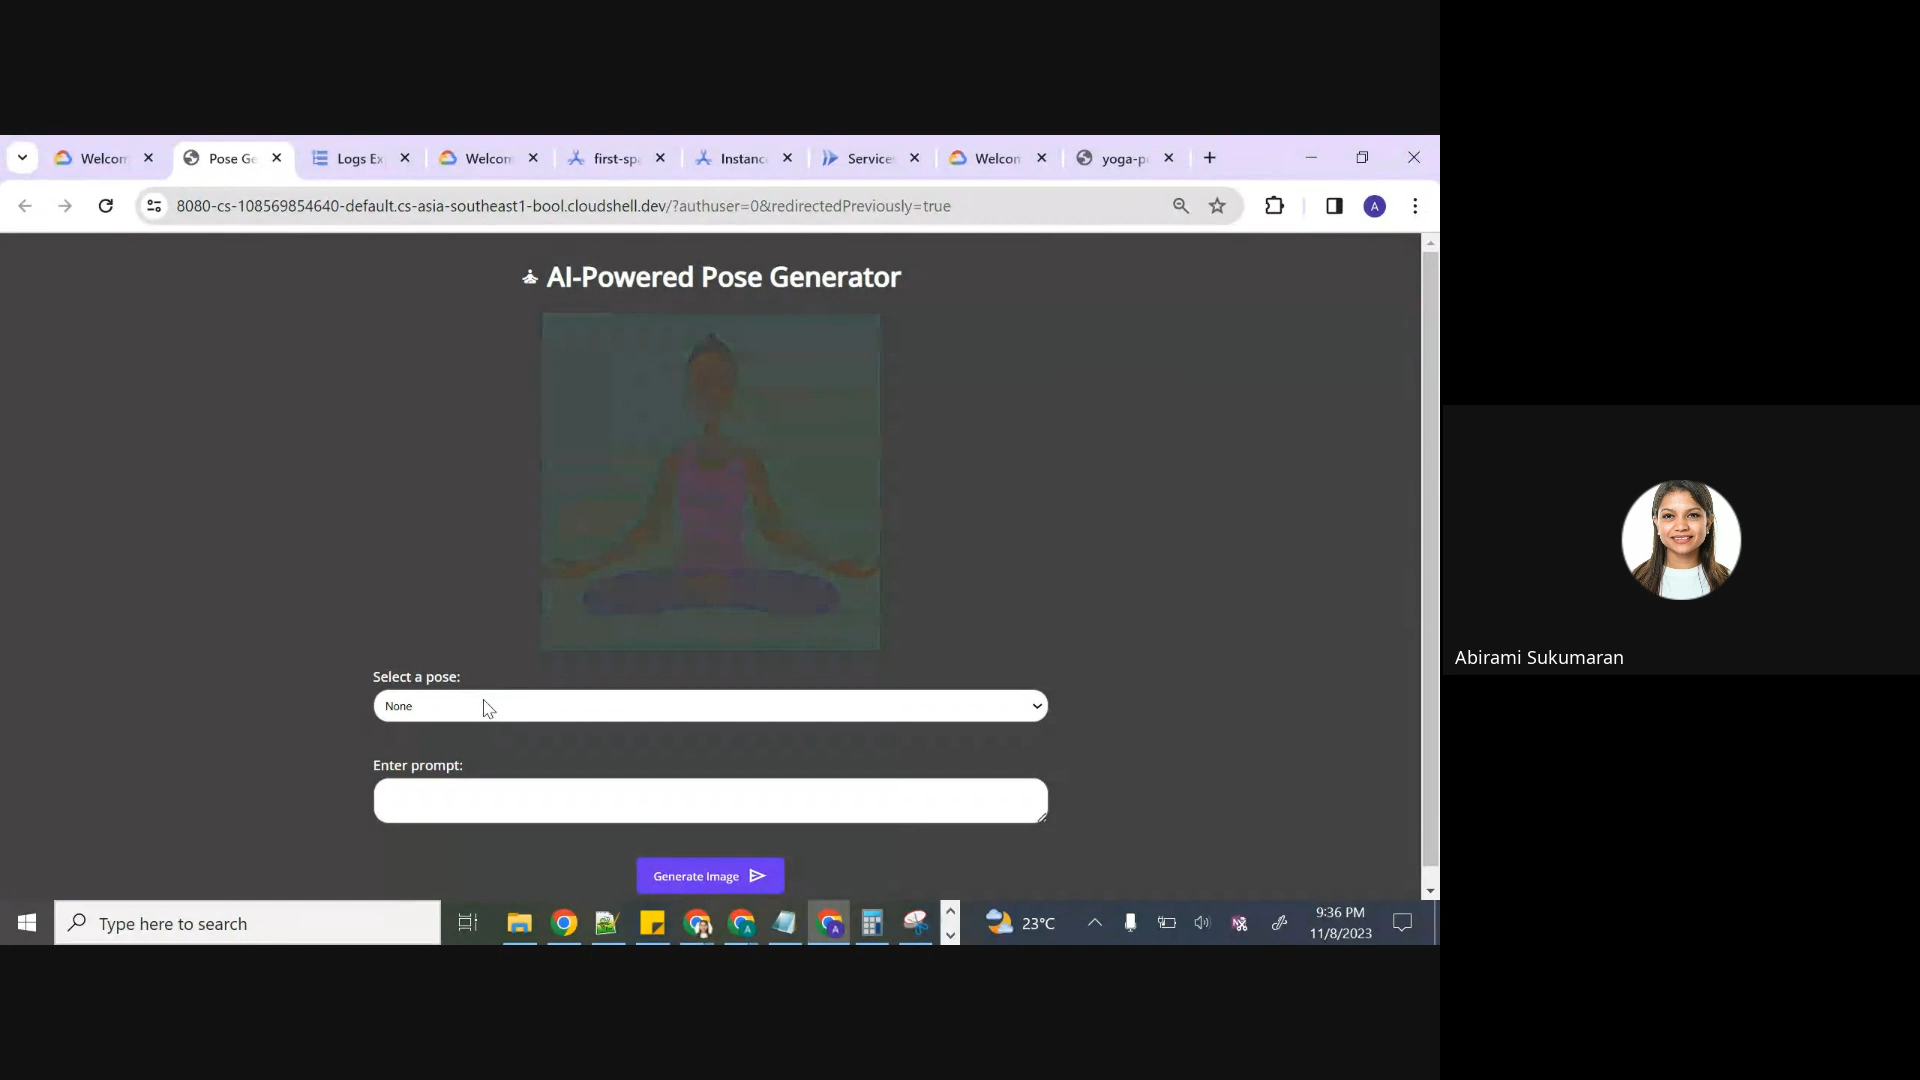 Welcom
Pose Ge
Logs Ex
Welcom
first-sp
Instanc
Service
Welcon
yoga-p
8080-cs-108569854640-default.cs-asia-southeast1-bool.cloudshell.dev/?authuser=0&redirectedPreviously=true
A
AI-Powered Pose Generator
Select a pose:
None
Enter prompt:
Generate Image
Abirami Sukumaran
Type here to search
23°C
9:36 PM
11/8/2023